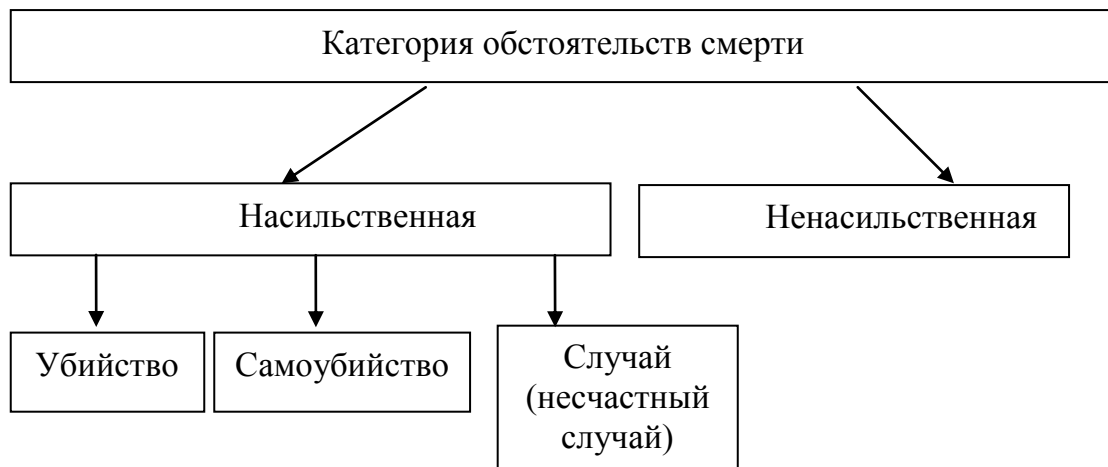 Категория обстоятельств смерти
Насильственная
Ненасильственная
Убийство
Самоубийство
Случай
(несчастный
случай)